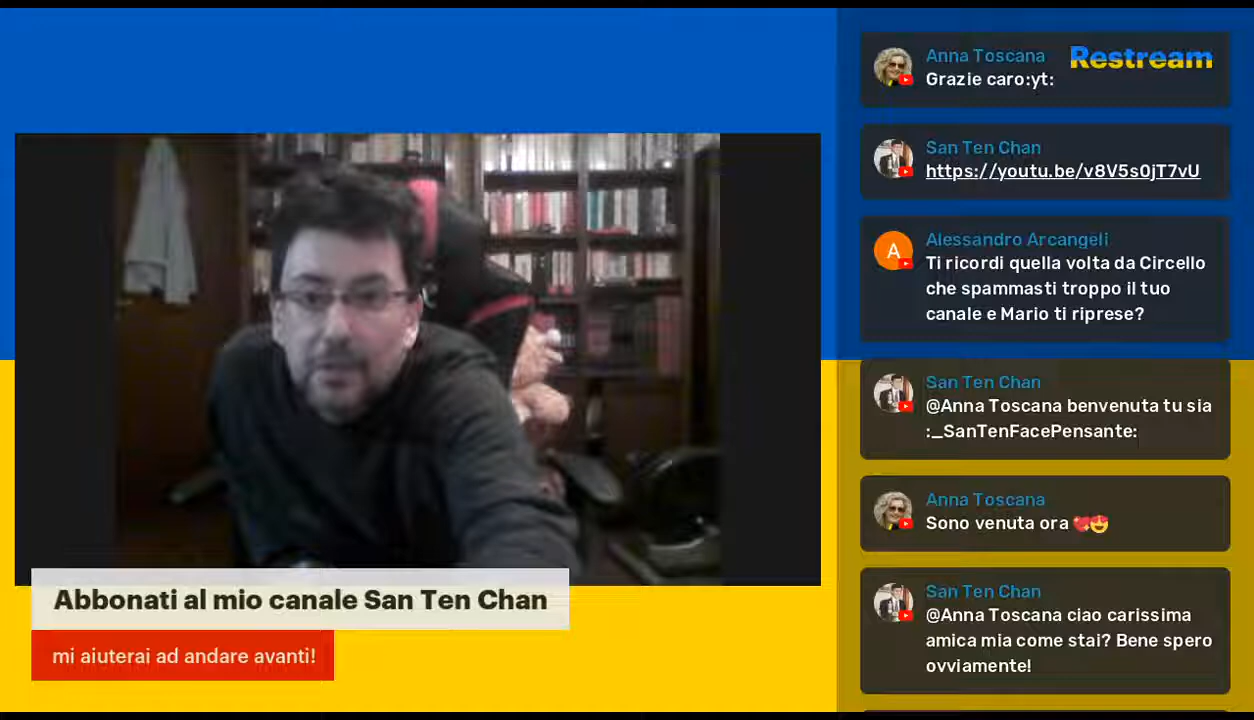 Anna Toscana
Restream
Grazie caro:yt:
San Ten Chan
https://youtu.be/v8V5s0jT7vU
A
Alessandro Arcangeli
Ti ricordi quella volta da Circello
che spammasti troppo il tuo
canale e Mario ti riprese?
San Ten Chan
@Anna Toscana benvenuta tu sia
:_SanTenFacePensante:
Anna Toscana
Sono venuta ora
San Ten Chan
@Anna Toscana ciao carissima
amica mia come stai? Bene spero
ovviamente!
Abbonati al mio canale San Ten Chan
mi aiuterai ad andare avanti!